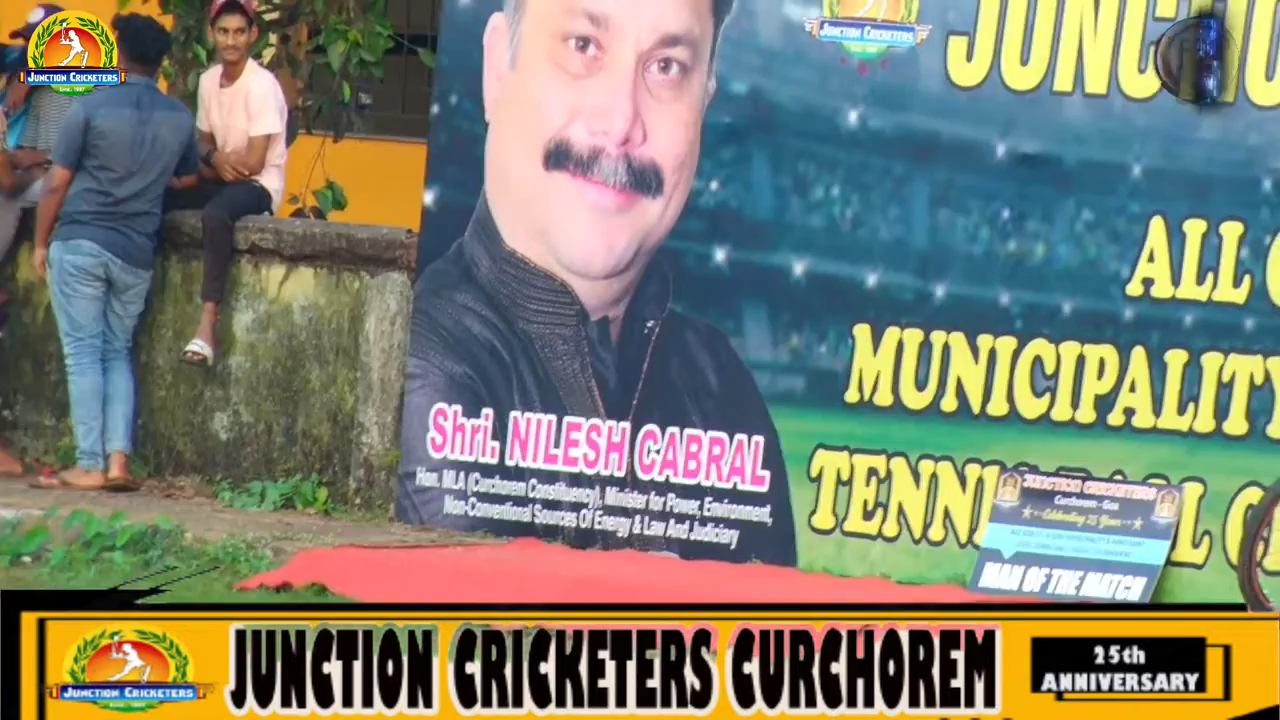 JUNCTION CRICKETERS
Estd. 1997
JUNCTION CRICKETERS
ALL
MUNICIPALITY
Shri. NILESH CABRAL
Hon. MLA (Curchorem Constituency), Minister for Power, Environment,
Non-Conventional Sources Of Energy & Law And Judiciary
JUNCTION CRICKETERS
Curchorem - Goa
Celebrating 25 Years
MAN OF THE MATCH
JUNCTION CRICKETERS
JUNCTION CRICKETERS CURCHOREM
25th
ANNIVERSARY